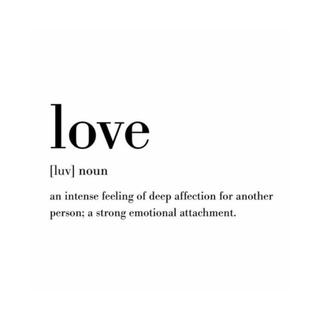 love
[luv] noun
an intense feeling of deep affection for another
person; a strong emotional attachment.